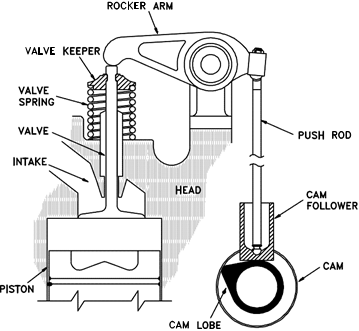 ROCKER ARM
VALVE KEEPER
VALVE
SPRING
VALVE
INTAKE
HEAD
PUSH ROD
CAM
FOLLOWER
CAM
PISTON
CAM LOBE